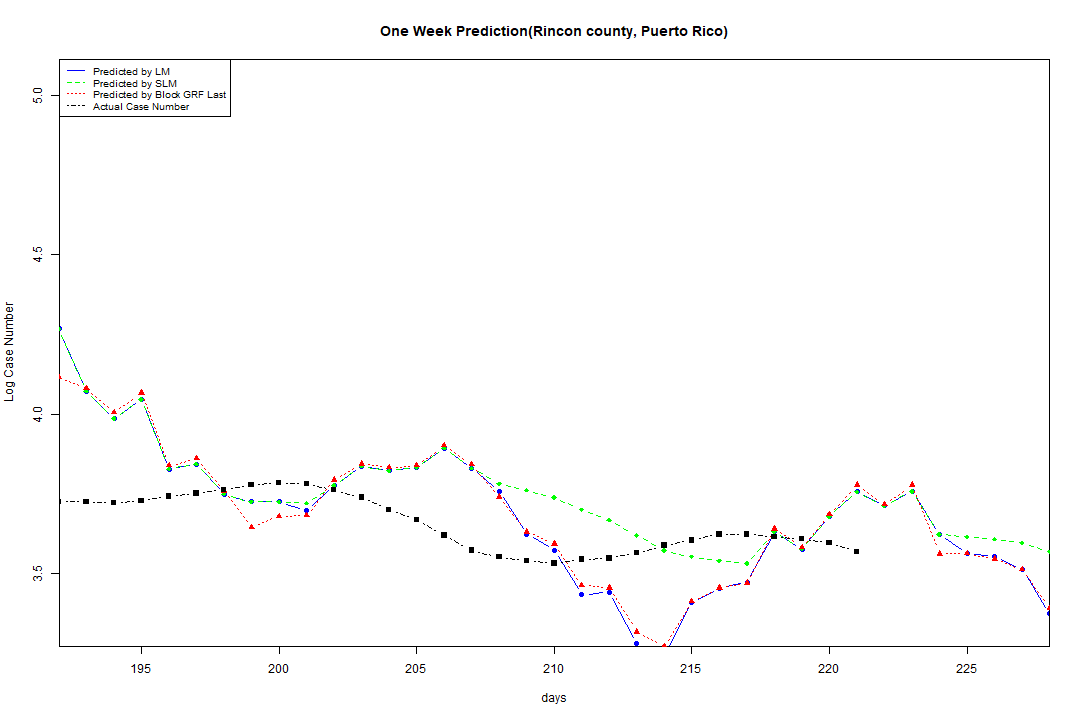 One Week Prediction(Rincon county, Puerto Rico)
Predicted by LM
Predicted by SLM
Predicted by Block GRF Last
Actual Case Number
5.0
4.5
4.0
3.5
Log Case Number
195 200 205 210 215 220 225
days